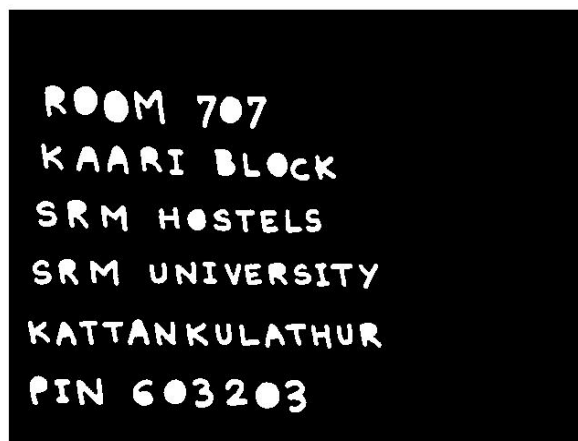 ROOM 707
KAARI BLOCK
SRM HOSTELS
SRM UNIVERSITY
KATTANKULATHUR
PIN 603203